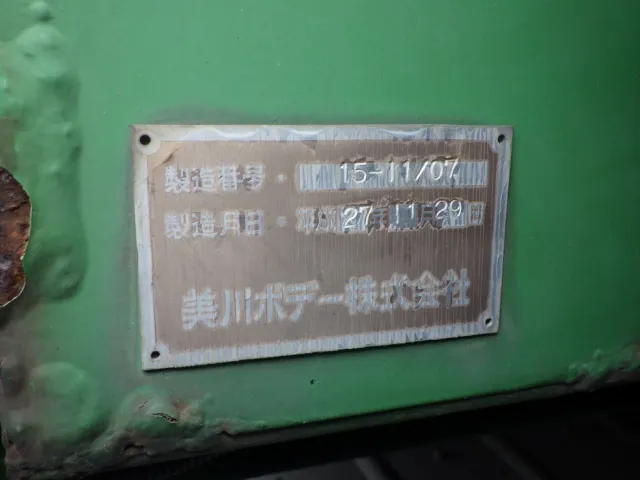 製造番号・ 15-11/07
製造月日・ 平成27年11月29日
美川ボデー株式会社